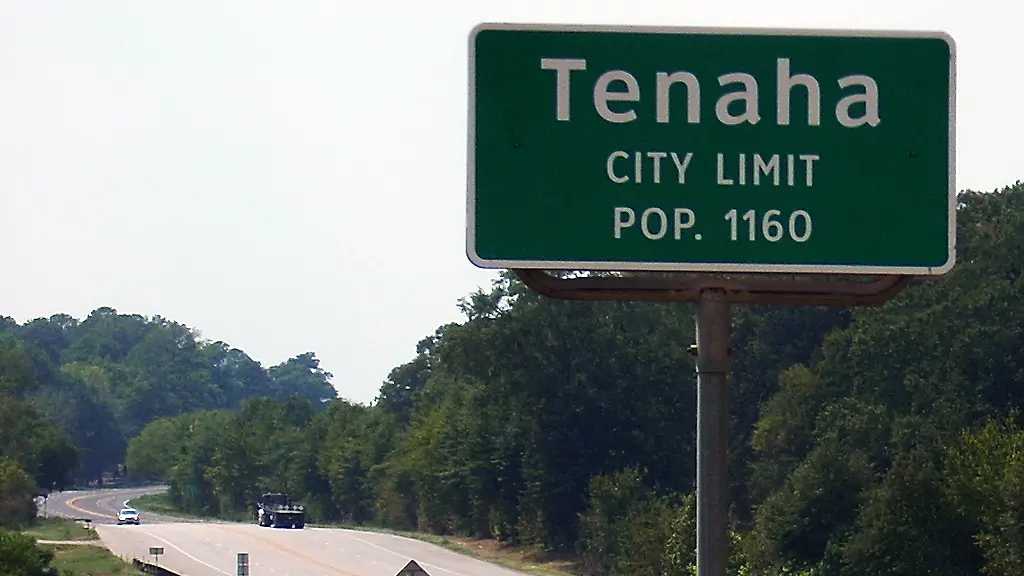 Tenaha
CITY LIMIT
POP. 1160